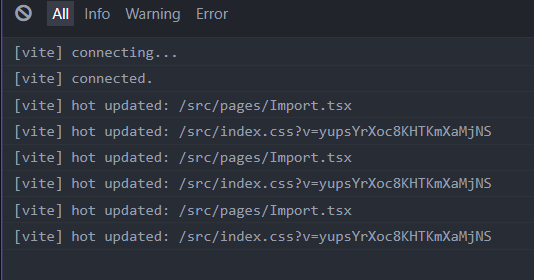 All Info Warning Error
[vite] connecting...
[vite] connected.
[vite] hot updated: /src/pages/Import.tsx
[vite] hot updated: /src/index.css?v=yupsYrXoc8KHTKmXaMjNS
[vite] hot updated: /src/pages/Import.tsx
[vite] hot updated: /src/index.css?v=yupsYrXoc8KHTKmXaMjNS
[vite] hot updated: /src/pages/Import.tsx
[vite] hot updated: /src/index.css?v=yupsYrXoc8KHTKmXaMjNS